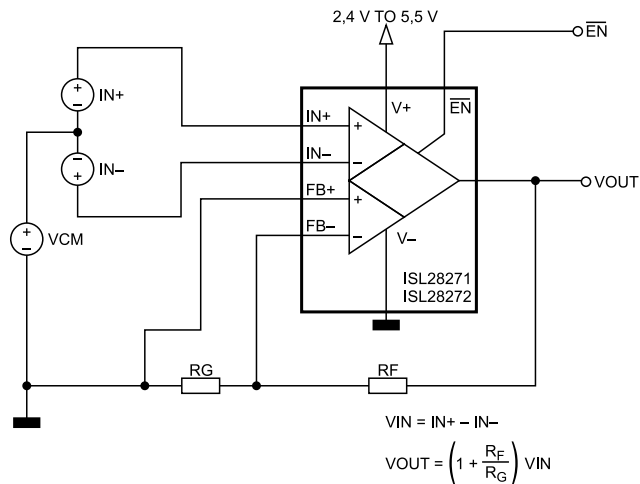 2,4 V TO 5,5 V
EN
IN+
V+
EN
IN+
IN–
IN–
FB+
VOUT
FB–
V–
VCM
ISL28271
ISL28272
RG
RF
VIN = IN+ – IN–
VOUT = (1 + RF/RG) VIN